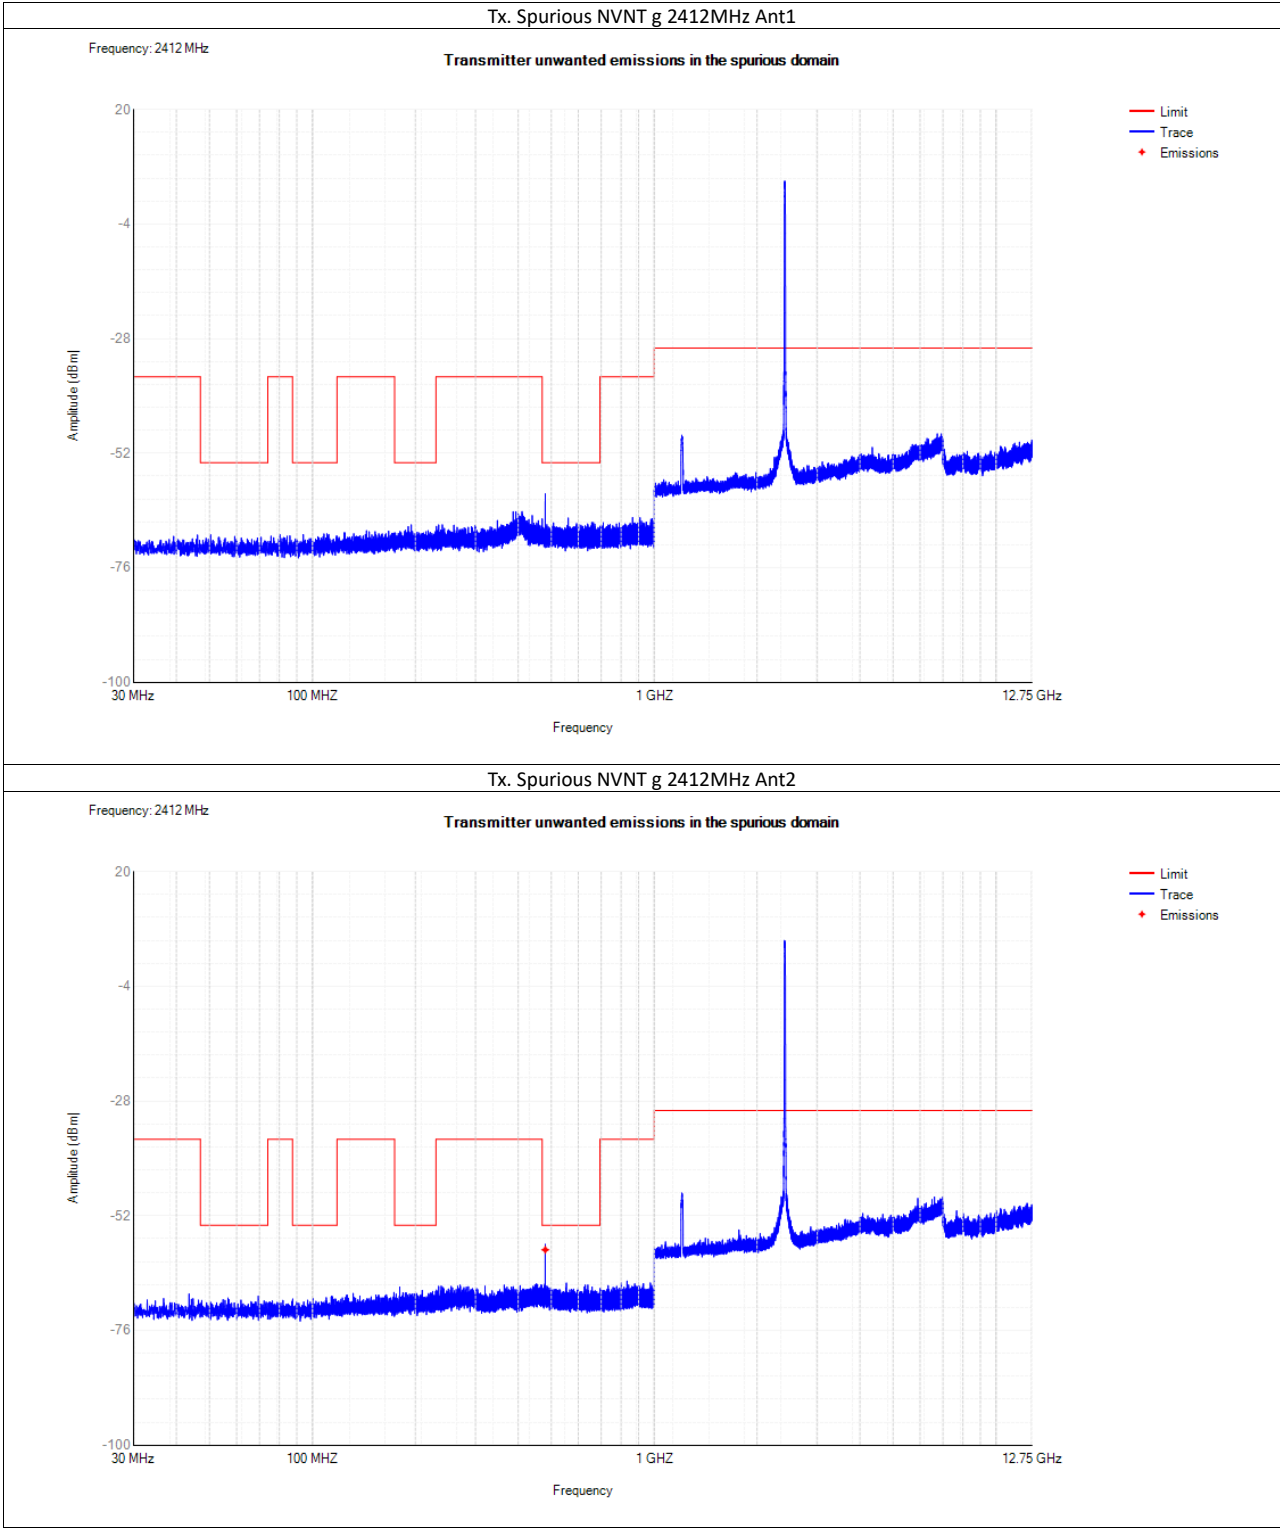 Tx. Spurious NVNT g 2412MHz Ant1
Frequency: 2412 MHz
Transmitter unwanted emissions in the spurious domain
Limit
Trace
Emissions
20
-4
-28
-52
-76
-100
Amplitude [dBm]
30 MHz
100 MHZ
1 GHZ
12.75 GHz
Frequency
Tx. Spurious NVNT g 2412MHz Ant2
Frequency: 2412 MHz
Transmitter unwanted emissions in the spurious domain
Limit
Trace
Emissions
20
-4
-28
-52
-76
-100
Amplitude [dBm]
30 MHz
100 MHZ
1 GHZ
12.75 GHz
Frequency